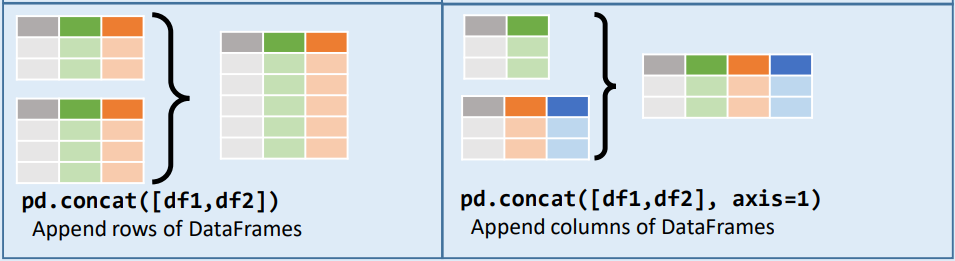 pd.concat([df1,df2])
Append rows of DataFrames
pd.concat([df1,df2], axis=1)
Append columns of DataFrames